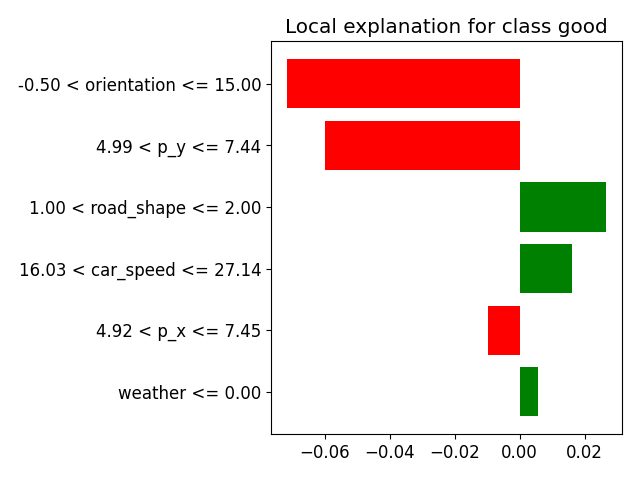 Local explanation for class good
-0.50 < orientation <= 15.00
4.99 < p_y <= 7.44
1.00 < road_shape <= 2.00
16.03 < car_speed <= 27.14
4.92 < p_x <= 7.45
weather <= 0.00
−0.06 −0.04 −0.02 0.00 0.02